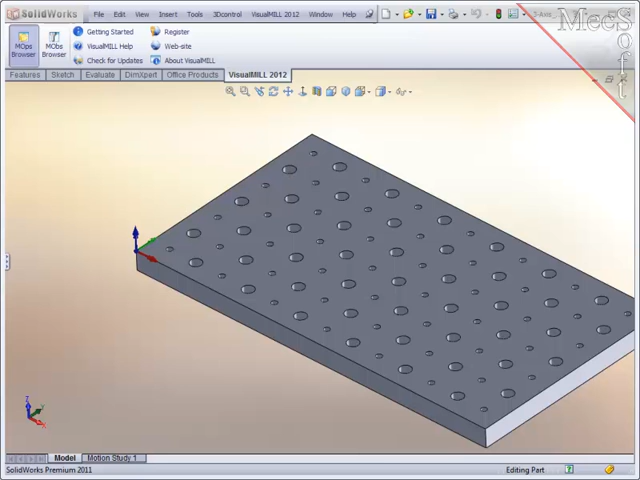 SolidWorks File Edit View Insert Tools 3Dcontrol VisualMILL 2012 Window Help
MecSoft
MOps Browser MObs Browser Getting Started Register
VisualMILL Help Web-site
Check for Updates About VisualMILL
Features Sketch Evaluate DimXpert Office Products VisualMILL 2012
Z
X
Model Motion Study 1
SolidWorks Premium 2011 Editing Part